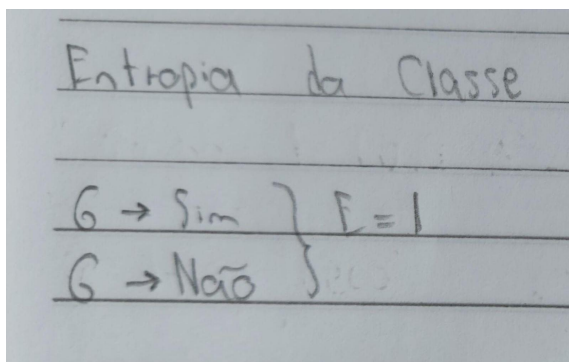 Entropia da Classe
6 → Sim } E = 1
6 → Não